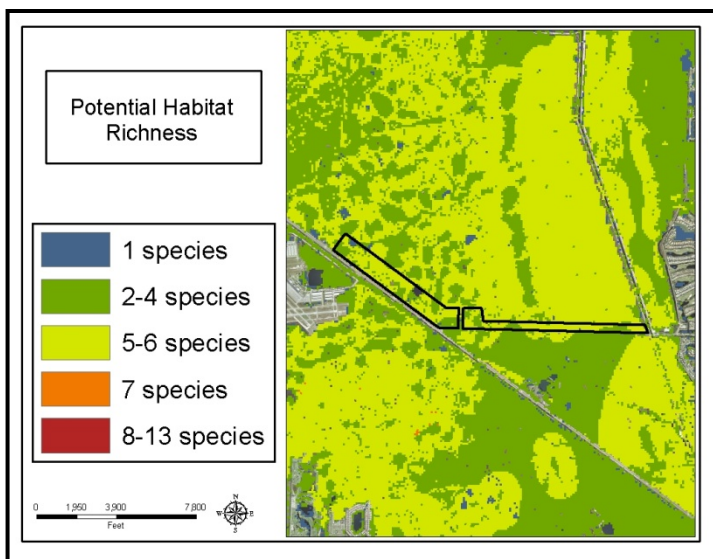 Potential Habitat
Richness
1 species
2-4 species
5-6 species
7 species
8-13 species
0 1,950 3,900 7,800
Feet
N
W E
S